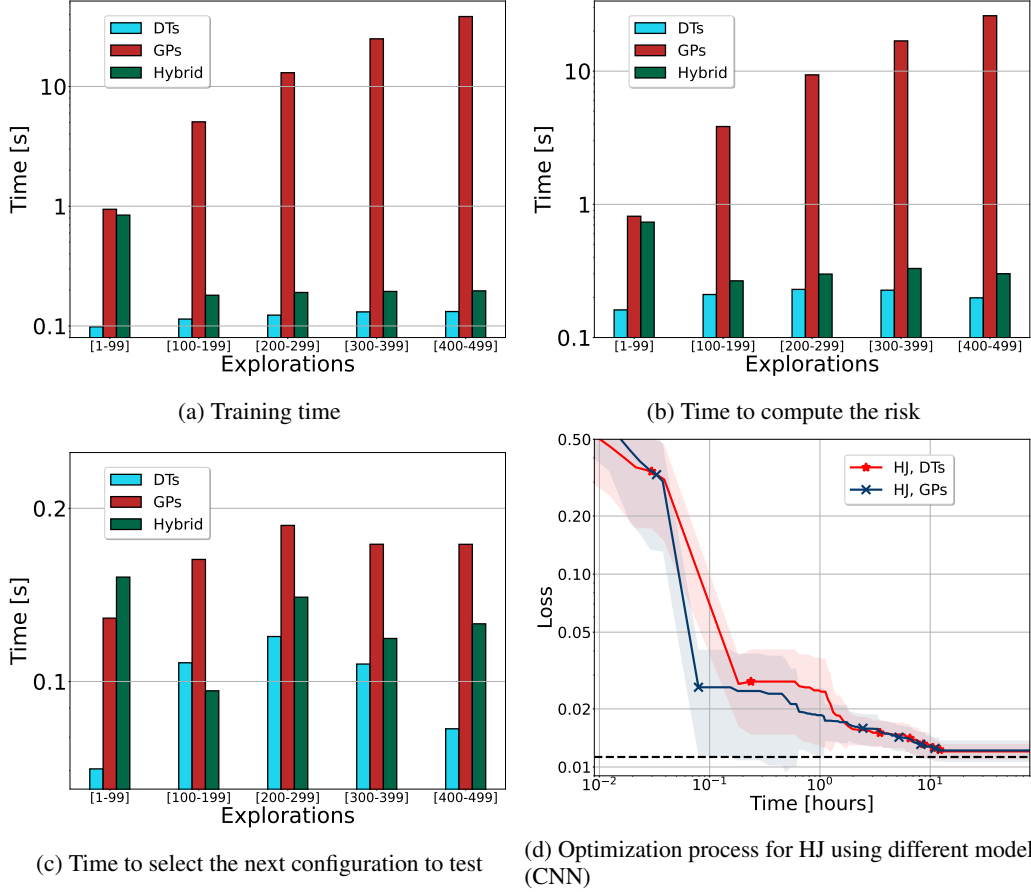 DTs
GPs
Hybrid
10
1
0.1
Time [s]
[1-99]
[100-199]
[200-299]
[300-399]
[400-499]
Explorations
(a) Training time
DTs
GPs
Hybrid
10
1
0.1
Time [s]
[1-99]
[100-199]
[200-299]
[300-399]
[400-499]
Explorations
(b) Time to compute the risk
DTs
GPs
Hybrid
0.2
0.1
Time [s]
[1-99]
[100-199]
[200-299]
[300-399]
[400-499]
Explorations
(c) Time to select the next configuration to test
HJ, DTs
HJ, GPs
0.50
0.20
0.10
0.05
0.02
0.01
Loss
10⁻²
10⁻¹
10⁰
10¹
Time [hours]
(d) Optimization process for HJ using different model
(CNN)